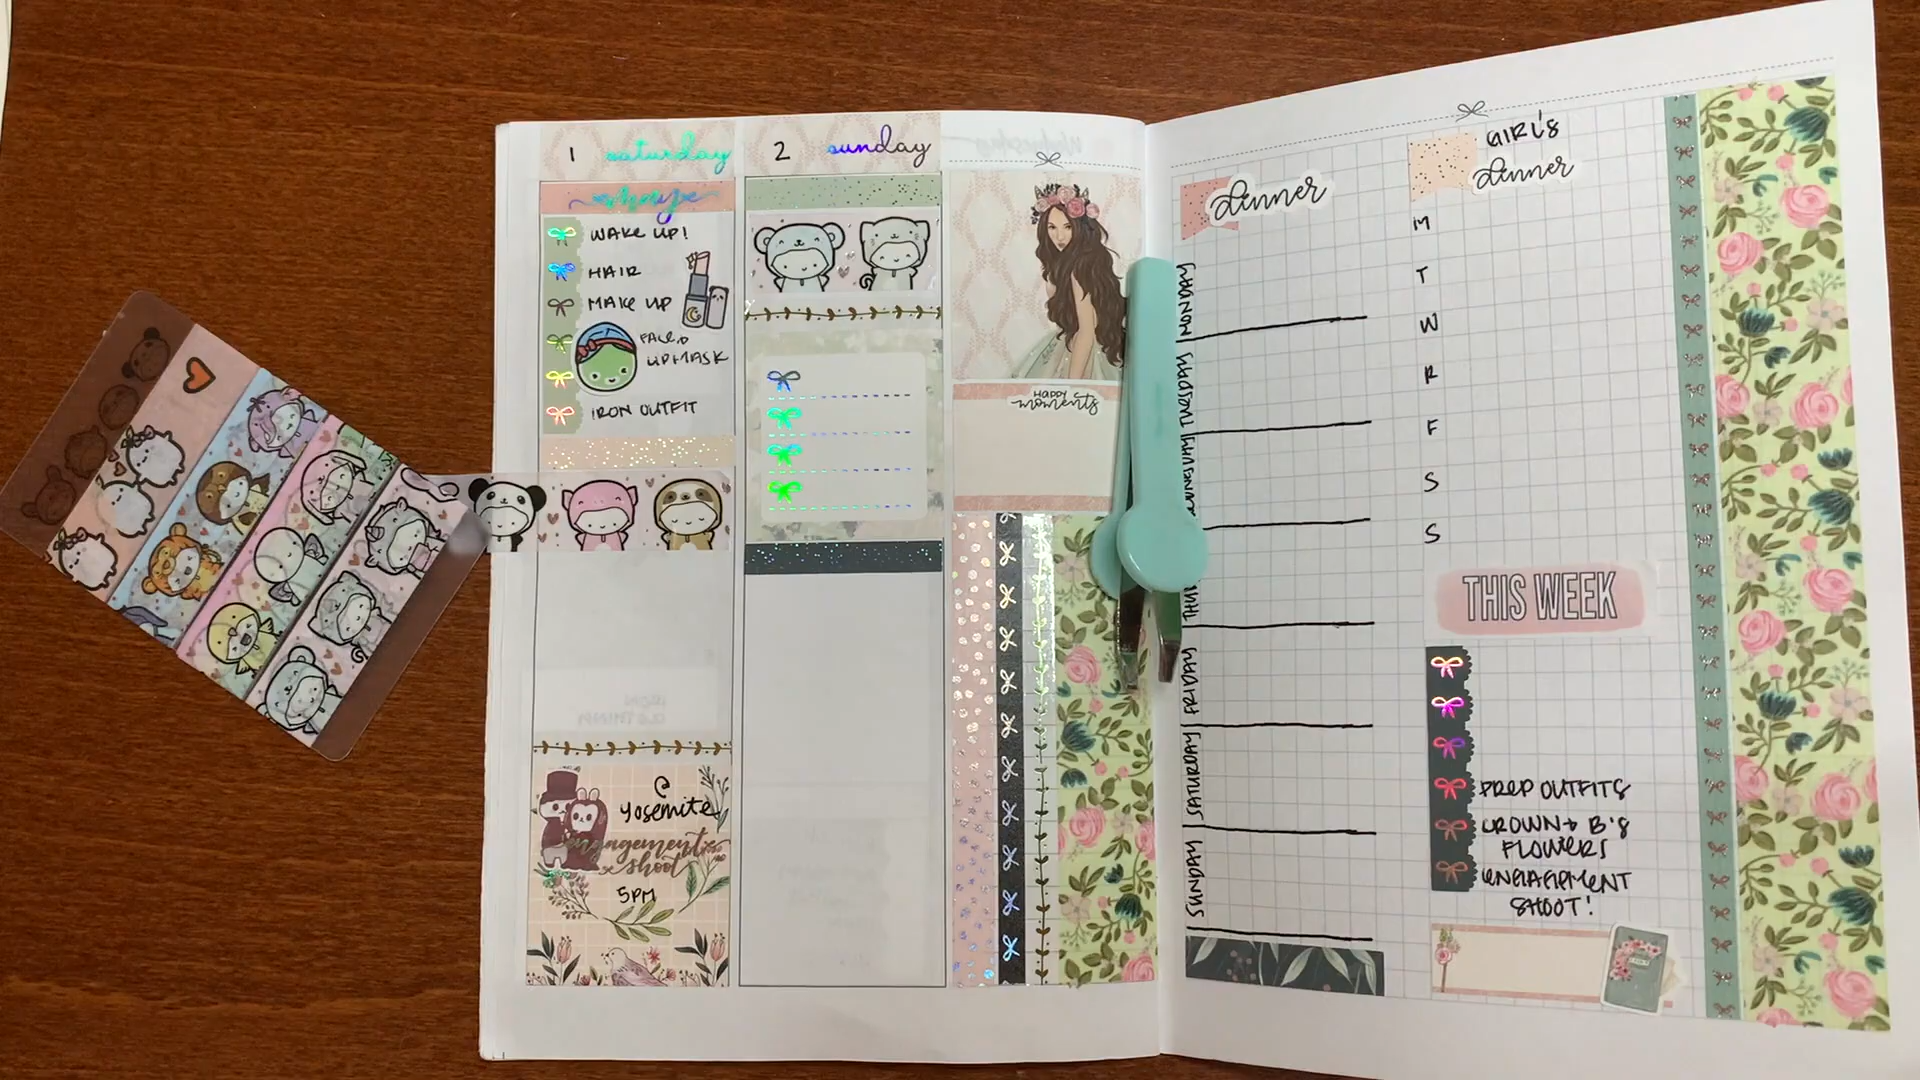 1 saturday
WAKE UP!
HAIR
MAKE UP
FACE +
LIP MASK
IRON OUTFIT
@
yosemite
engagement
shoot
5PM
2 sunday
HAPPY
moments
dinner
MONDAY
TUESDAY
WEDNESDAY
THURSDAY
FRIDAY
SATURDAY
SUNDAY
GIRL'S
dinner
M
T
W
R
F
S
S
THIS WEEK
PREP OUTFITS
CROWN + B'S
FLOWERS
ENGAGEMENT
SHOOT!